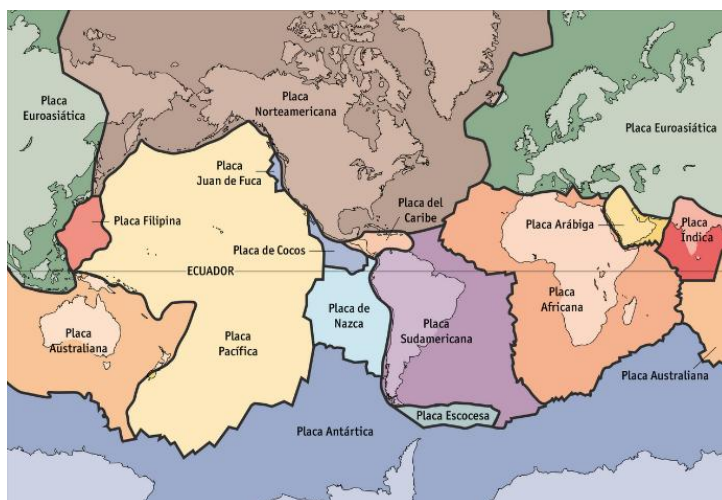 Placa
Euroasiática
Placa
Norteamericana
Placa Euroasiática
Placa
Juan de Fuca
Placa del
Caribe
Placa Filipina
Placa Arábiga
Placa
Índica
Placa de Cocos
ECUADOR
Placa
Australiana
Placa
Pacífica
Placa de
Nazca
Placa
Sudamericana
Placa
Africana
Placa Australiana
Placa Escocesa
Placa Antártica